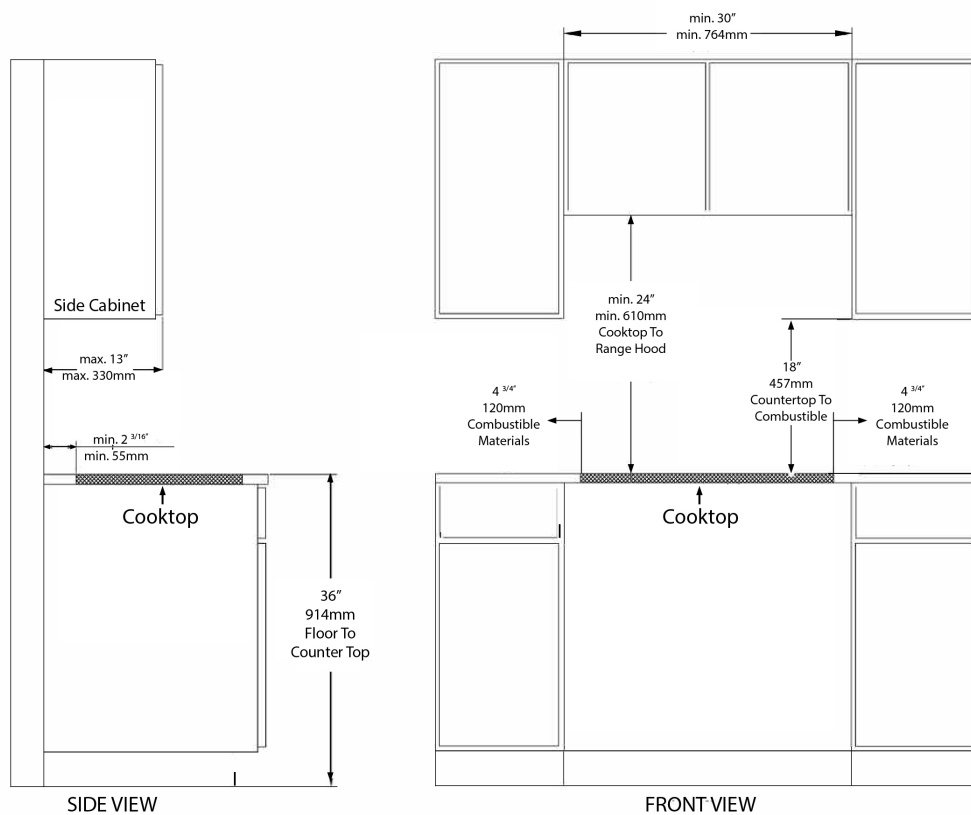 min. 30″
min. 764mm
Side Cabinet
max. 13″
max. 330mm
min. 2 3/16″
min. 55mm
Cooktop
36″
914mm
Floor To
Counter Top
SIDE VIEW
min. 24″
min. 610mm
Cooktop To
Range Hood
18″
457mm
Countertop To
Combustible
4 3/4″
120mm
Combustible
Materials
4 3/4″
120mm
Combustible
Materials
Cooktop
FRONT VIEW